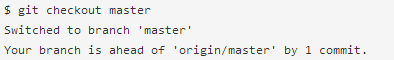 $ git checkout master
Switched to branch 'master'
Your branch is ahead of 'origin/master' by 1 commit.